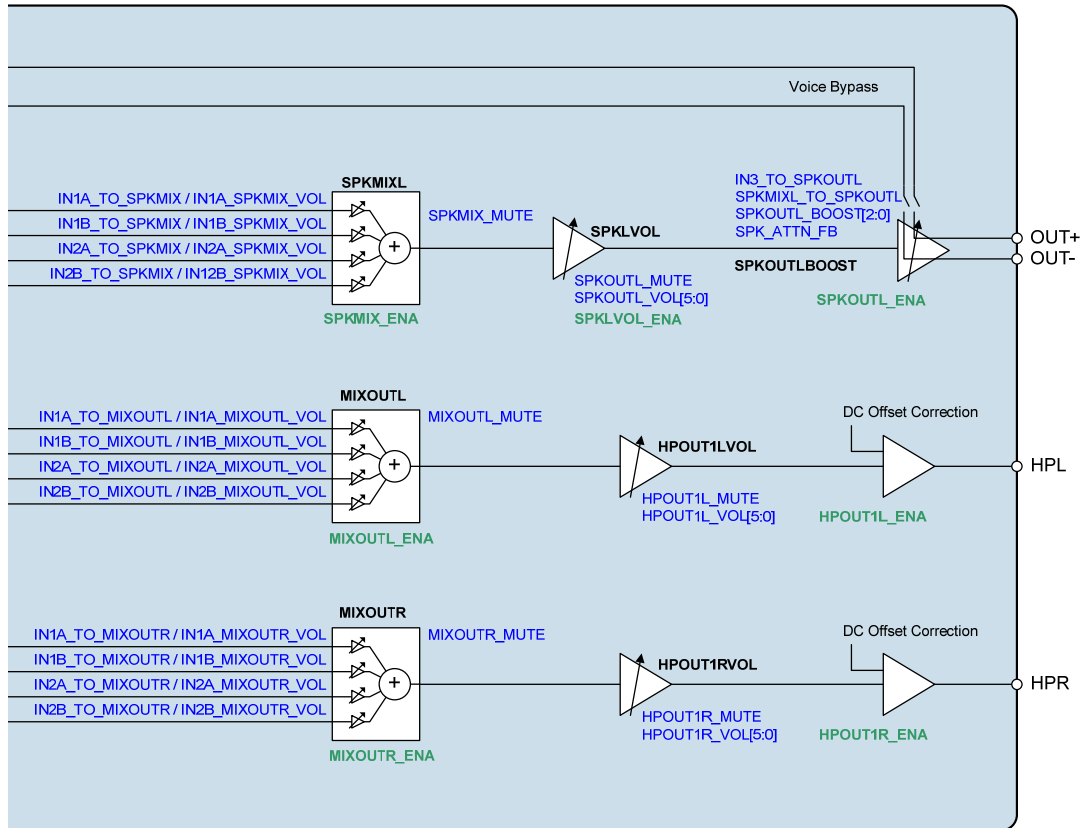 Voice Bypass
SPKMIXL
IN1A_TO_SPKMIX / IN1A_SPKMIX_VOL
IN1B_TO_SPKMIX / IN1B_SPKMIX_VOL
IN2A_TO_SPKMIX / IN2A_SPKMIX_VOL
IN2B_TO_SPKMIX / IN12B_SPKMIX_VOL
SPKMIX_ENA
SPKMIX_MUTE
SPKLVOL
SPKOUTL_MUTE
SPKOUTL_VOL[5:0]
SPKLVOL_ENA
IN3_TO_SPKOUTL
SPKMIXL_TO_SPKOUTL
SPKOUTL_BOOST[2:0]
SPK_ATTN_FB
SPKOUTLBOOST
SPKOUTL_ENA
OUT+
OUT-
MIXOUTL
IN1A_TO_MIXOUTL / IN1A_MIXOUTL_VOL
IN1B_TO_MIXOUTL / IN1B_MIXOUTL_VOL
IN2A_TO_MIXOUTL / IN2A_MIXOUTL_VOL
IN2B_TO_MIXOUTL / IN2B_MIXOUTL_VOL
MIXOUTL_ENA
MIXOUTL_MUTE
HPOUT1LVOL
HPOUT1L_MUTE
HPOUT1L_VOL[5:0]
DC Offset Correction
HPOUT1L_ENA
HPL
MIXOUTR
IN1A_TO_MIXOUTR / IN1A_MIXOUTR_VOL
IN1B_TO_MIXOUTR / IN1B_MIXOUTR_VOL
IN2A_TO_MIXOUTR / IN2A_MIXOUTR_VOL
IN2B_TO_MIXOUTR / IN2B_MIXOUTR_VOL
MIXOUTR_ENA
MIXOUTR_MUTE
HPOUT1RVOL
HPOUT1R_MUTE
HPOUT1R_VOL[5:0]
DC Offset Correction
HPOUT1R_ENA
HPR